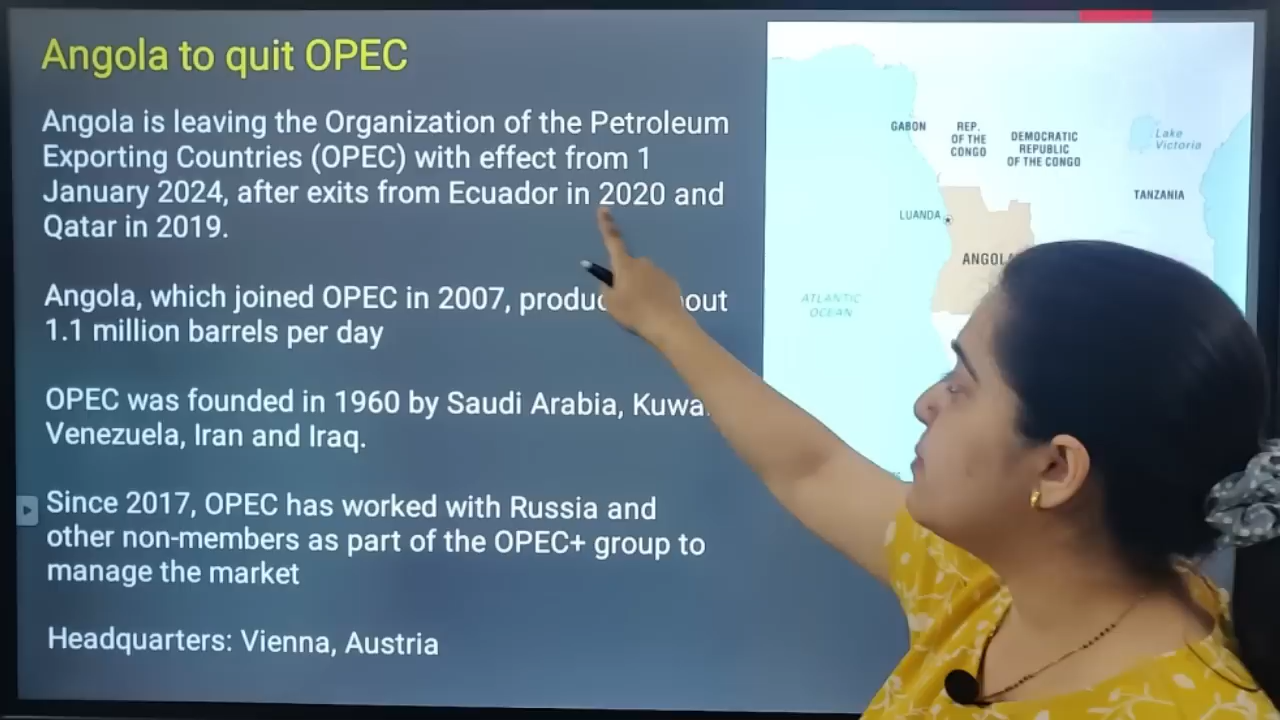 Angola to quit OPEC
Angola is leaving the Organization of the Petroleum
Exporting Countries (OPEC) with effect from 1
January 2024, after exits from Ecuador in 2020 and
Qatar in 2019.
Angola, which joined OPEC in 2007,
1.1 million barrels per day
OPEC was founded in 1960 by Saudi Arabia,
Venezuela, Iran and Iraq.
Since 2017, OPEC has worked with Russia and
other non-members as part of the OPEC+ group to
manage the market
Headquarters: Vienna, Austria
GABON
REP.
OF THE
CONGO
DEMOCRATIC
REPUBLIC
OF THE CONGO
Lake
Victoria
TANZANIA
LUANDA
ANGOLA
ATLANTIC
OCEAN